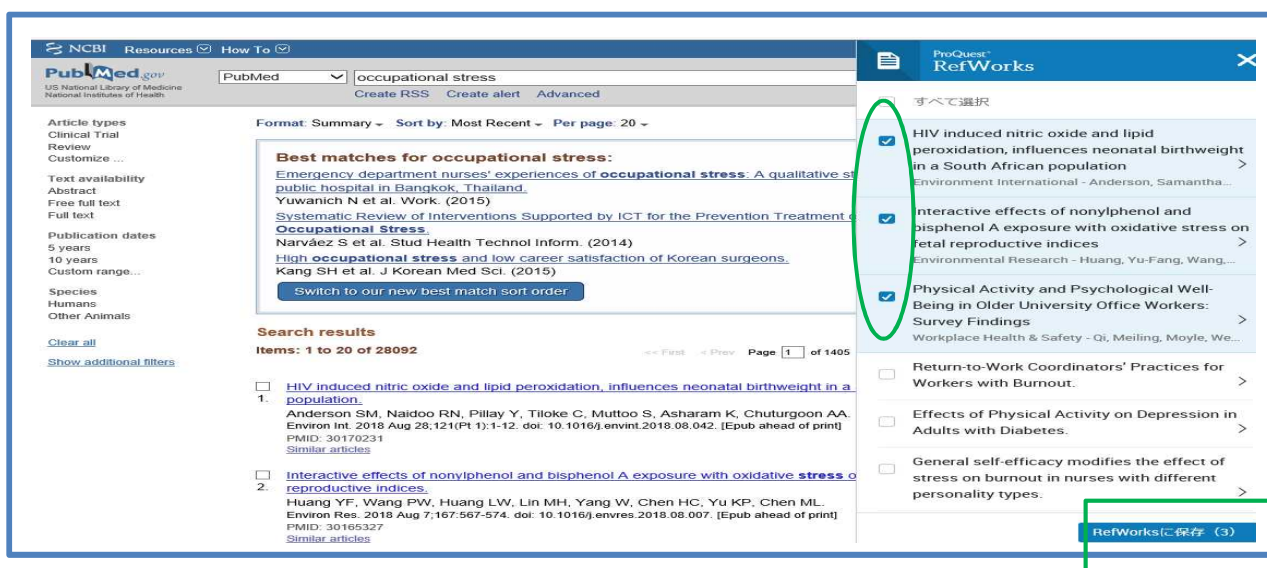 NCBI Resources How To
PubMed.gov
US National Library of Medicine
National Institutes of Health
PubMed
occupational stress
Create RSS Create alert Advanced
Article types
Clinical Trial
Review
Customize ...
Text availability
Abstract
Free full text
Full text
Publication dates
5 years
10 years
Custom range...
Species
Humans
Other Animals
Clear all
Show additional filters
Format: Summary Sort by: Most Recent Per page: 20
Best matches for occupational stress:
Emergency department nurses' experiences of occupational stress: A qualitative st
public hospital in Bangkok, Thailand.
Yuwanich N et al. Work. (2015)
Systematic Review of Interventions Supported by ICT for the Prevention Treatment
Occupational Stress.
Narváez S et al. Stud Health Technol Inform. (2014)
High occupational stress and low career satisfaction of Korean surgeons.
Kang SH et al. J Korean Med Sci. (2015)
Switch to our new best match sort order
Search results
Items: 1 to 20 of 28092
<< First < Prev Page 1 of 1405
HIV induced nitric oxide and lipid peroxidation, influences neonatal birthweight in a
1. population.
Anderson SM, Naidoo RN, Pillay Y, Tiloke C, Muttoo S, Asharam K, Chuturgoon AA.
Environ Int. 2018 Aug 28;121(Pt 1):1-12. doi: 10.1016/j.envint.2018.08.042. [Epub ahead of print]
PMID: 30170231
Similar articles
Interactive effects of nonylphenol and bisphenol A exposure with oxidative stress o
2. reproductive indices.
Huang YF, Wang PW, Huang LW, Lin MH, Yang W, Chen HC, Yu KP, Chen ML.
Environ Res. 2018 Aug 7;167:567-574. doi: 10.1016/j.envres.2018.08.007. [Epub ahead of print]
PMID: 30165327
Similar articles
ProQuest
RefWorks
すべて選択
HIV induced nitric oxide and lipid
peroxidation, influences neonatal birthweight
in a South African population
Environment International - Anderson, Samantha...
Interactive effects of nonylphenol and
bisphenol A exposure with oxidative stress on
fetal reproductive indices
Environmental Research - Huang, Yu-Fang, Wang,...
Physical Activity and Psychological Well-
Being in Older University Office Workers:
Survey Findings
Workplace Health & Safety - Qi, Meiling, Moyle, We...
Return-to-Work Coordinators' Practices for
Workers with Burnout.
Effects of Physical Activity on Depression in
Adults with Diabetes.
General self-efficacy modifies the effect of
stress on burnout in nurses with different
personality types.
RefWorksに保存 (3)